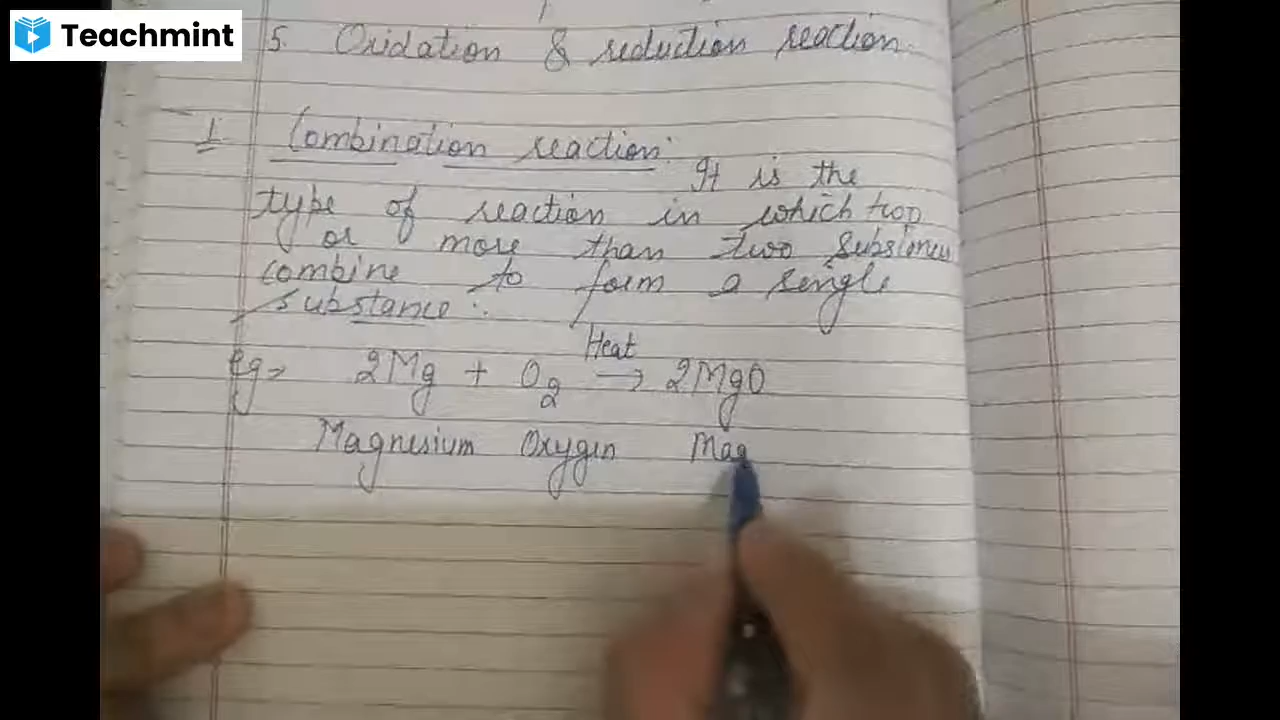 Teachmint
5. Oxidation & reduction reaction.
1. Combination reaction:
It is the
type of reaction in which two
or more than two substances
combine to form a single
substance.
Eg⇒ 2Mg + O2 Heat → 2MgO
Magnesium Oxygen Mag